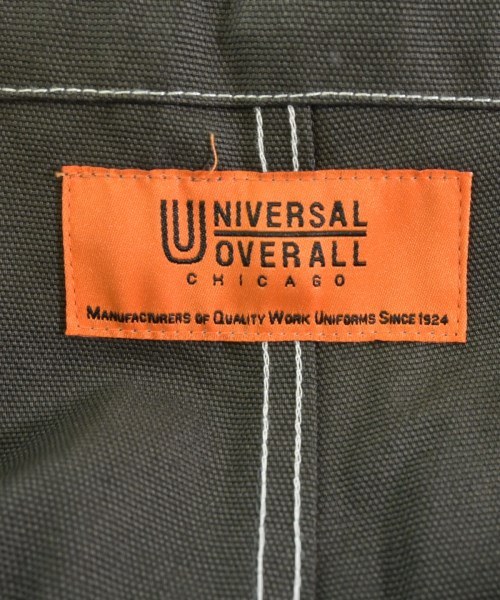 UNIVERSAL
OVERALL
CHICAGO
MANUFACTURERS OF QUALITY WORK UNIFORMS SINCE 1924